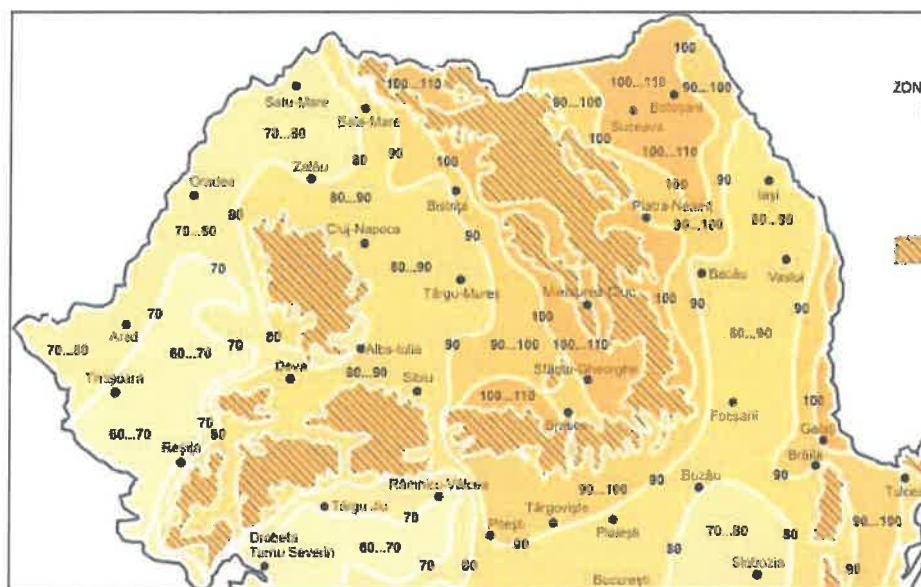 100
ZON
100...110
100...110
90...100
90...100
Satu-Mare
Baia-Mare
Botoșani
Suceava
70...80
80
90
100
100...110
Zalău
100
Oradea
80...90
Bistrița
100
90
Iași
80
Piatra-Neamț
80...90
70...80
Cluj-Napoca
90
90...100
70
80...90
Târgu-Mureș
Bacău
Vaslui
Miercurea-Ciuc
100
90
90
70
100
Arad
80
80...90
70...80
60...70
70
Alba-Iulia
90
90...100
100...110
Deva
80...90
Sfântu-Gheorghe
Timișoara
Sibiu
100...110
Focșani
100
70
Brașov
60...70
80
Galați
Reșița
Brăila
90
90
Buzău
Râmnicu-Vâlcea
90...100
Tulcea
Târgu Jiu
70
Târgoviște
Pitești
Ploiești
70...80
80
90...100
Drobeta
Turnu Severin
60...70
90
80
70
80
Slobozia
90
București